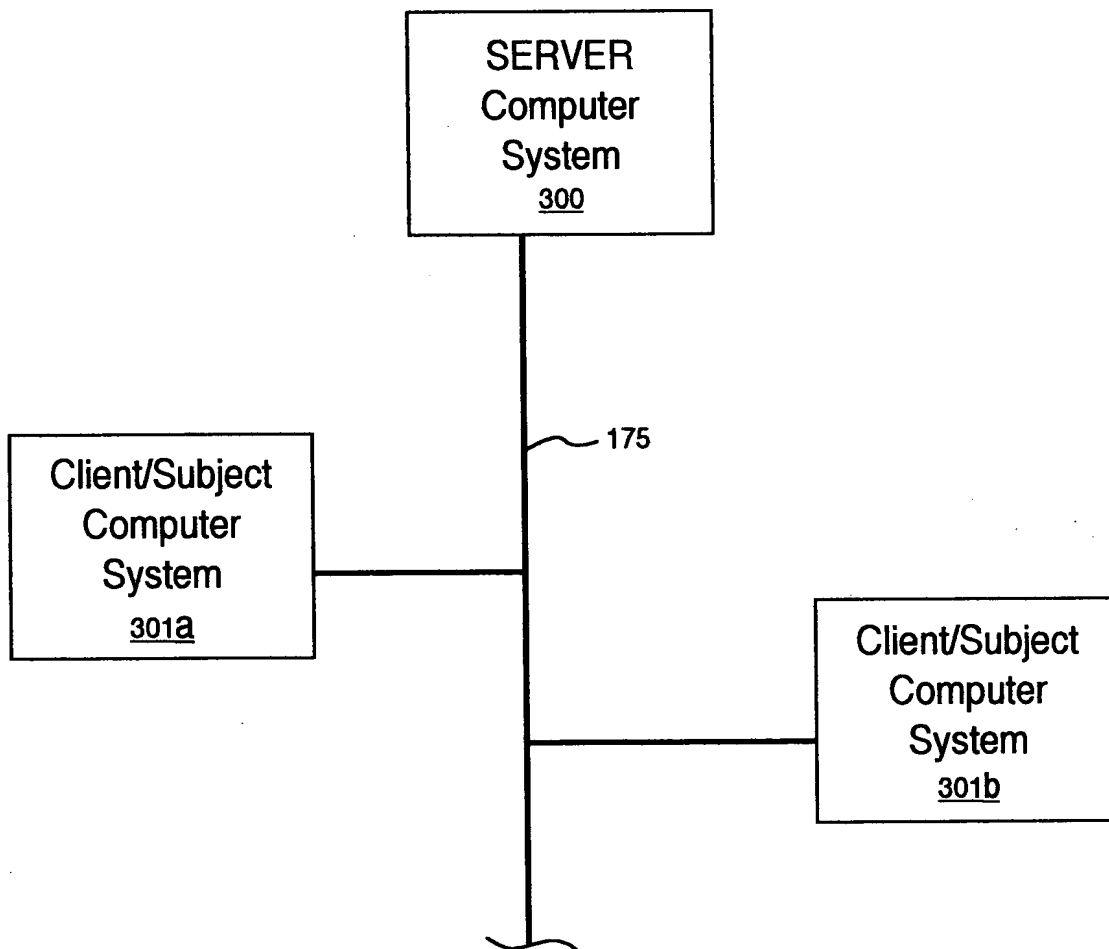 SERVER
Computer
System
300
175
Client/Subject
Computer
System
301a
Client/Subject
Computer
System
301b